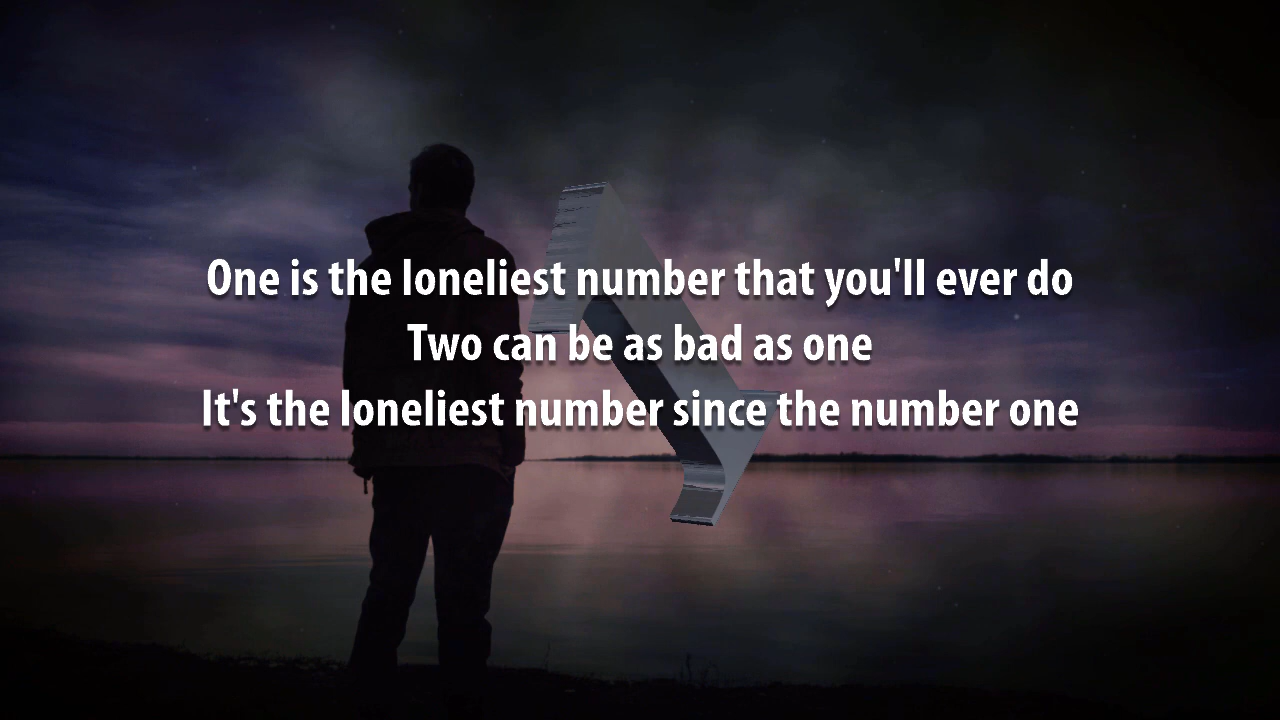 One is the loneliest number that you'll ever do
Two can be as bad as one
It's the loneliest number since the number one